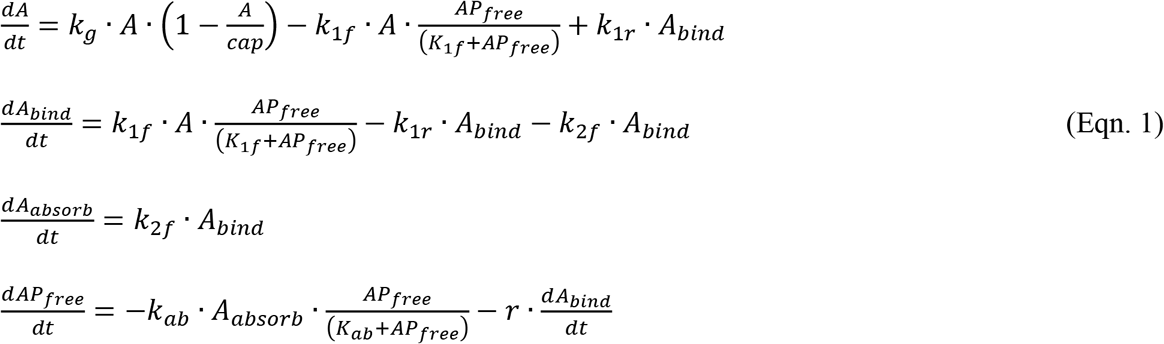 dA/dt = k_g · A · (1 − A/cap) − k_1f · A · AP_free/(K_1f+AP_free) + k_1r · A_bind
dA_bind/dt = k_1f · A · AP_free/(K_1f+AP_free) − k_1r · A_bind − k_2f · A_bind (Eqn. 1)
dA_absorb/dt = k_2f · A_bind
dAP_free/dt = −k_ab · A_absorb · AP_free/(K_ab+AP_free) − r · dA_bind/dt